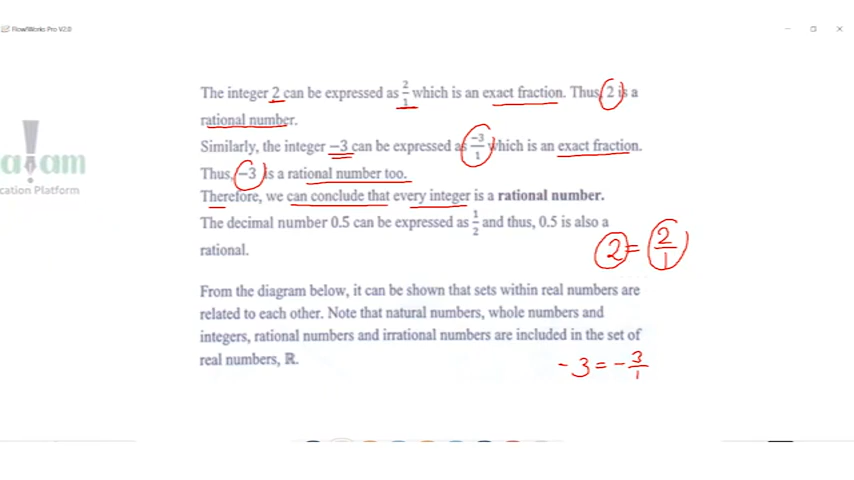 FlowWorks Pro V2.0
The integer 2 can be expressed as 2/1 which is an exact fraction. Thus, 2 is a
rational number.
Similarly, the integer −3 can be expressed as −3/1 which is an exact fraction.
Thus, −3 is a rational number too.
Therefore, we can conclude that every integer is a rational number.
The decimal number 0.5 can be expressed as 1/2 and thus, 0.5 is also a
rational.
2 = 2/1
From the diagram below, it can be shown that sets within real numbers are
related to each other. Note that natural numbers, whole numbers and
integers, rational numbers and irrational numbers are included in the set of
real numbers, ℝ.
-3 = -3/1
cation Platform